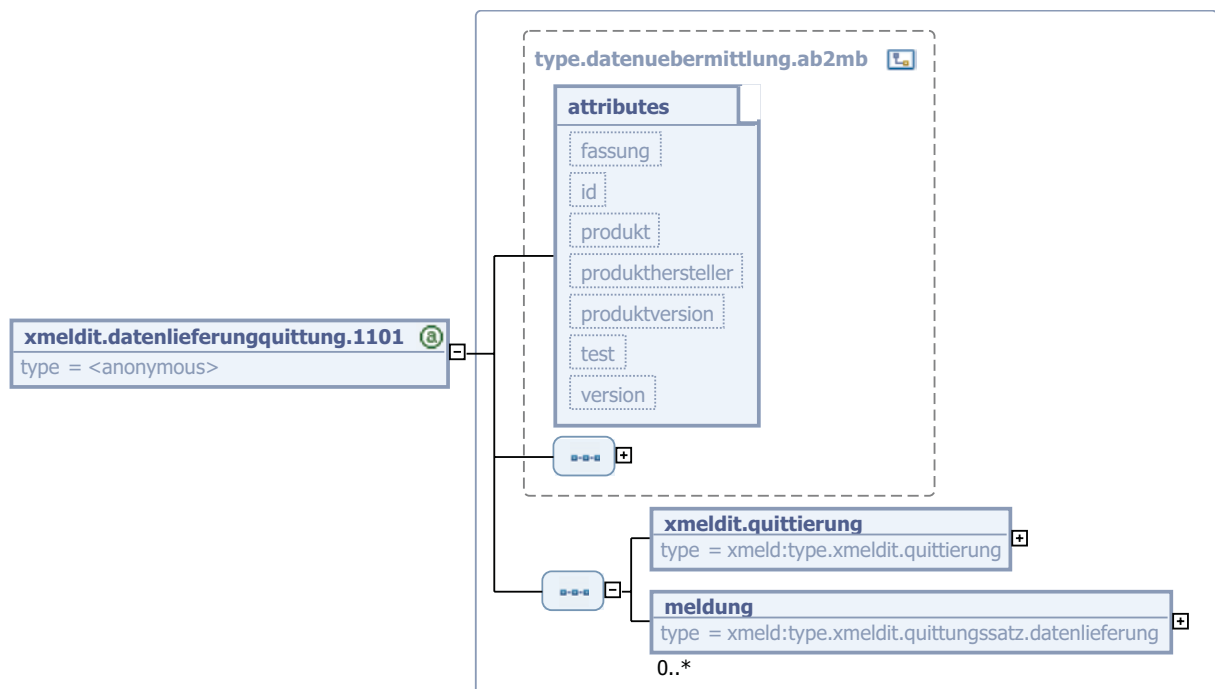 type.datenuebermittlung.ab2mb
attributes
fassung
id
produkt
produkthersteller
produktversion
test
version
xmeldit.datenlieferungquittung.1101 a
type = <anonymous>
xmeldit.quittierung
type = xmeld:type.xmeldit.quittierung
meldung
type = xmeld:type.xmeldit.quittungssatz.datenlieferung
0..*